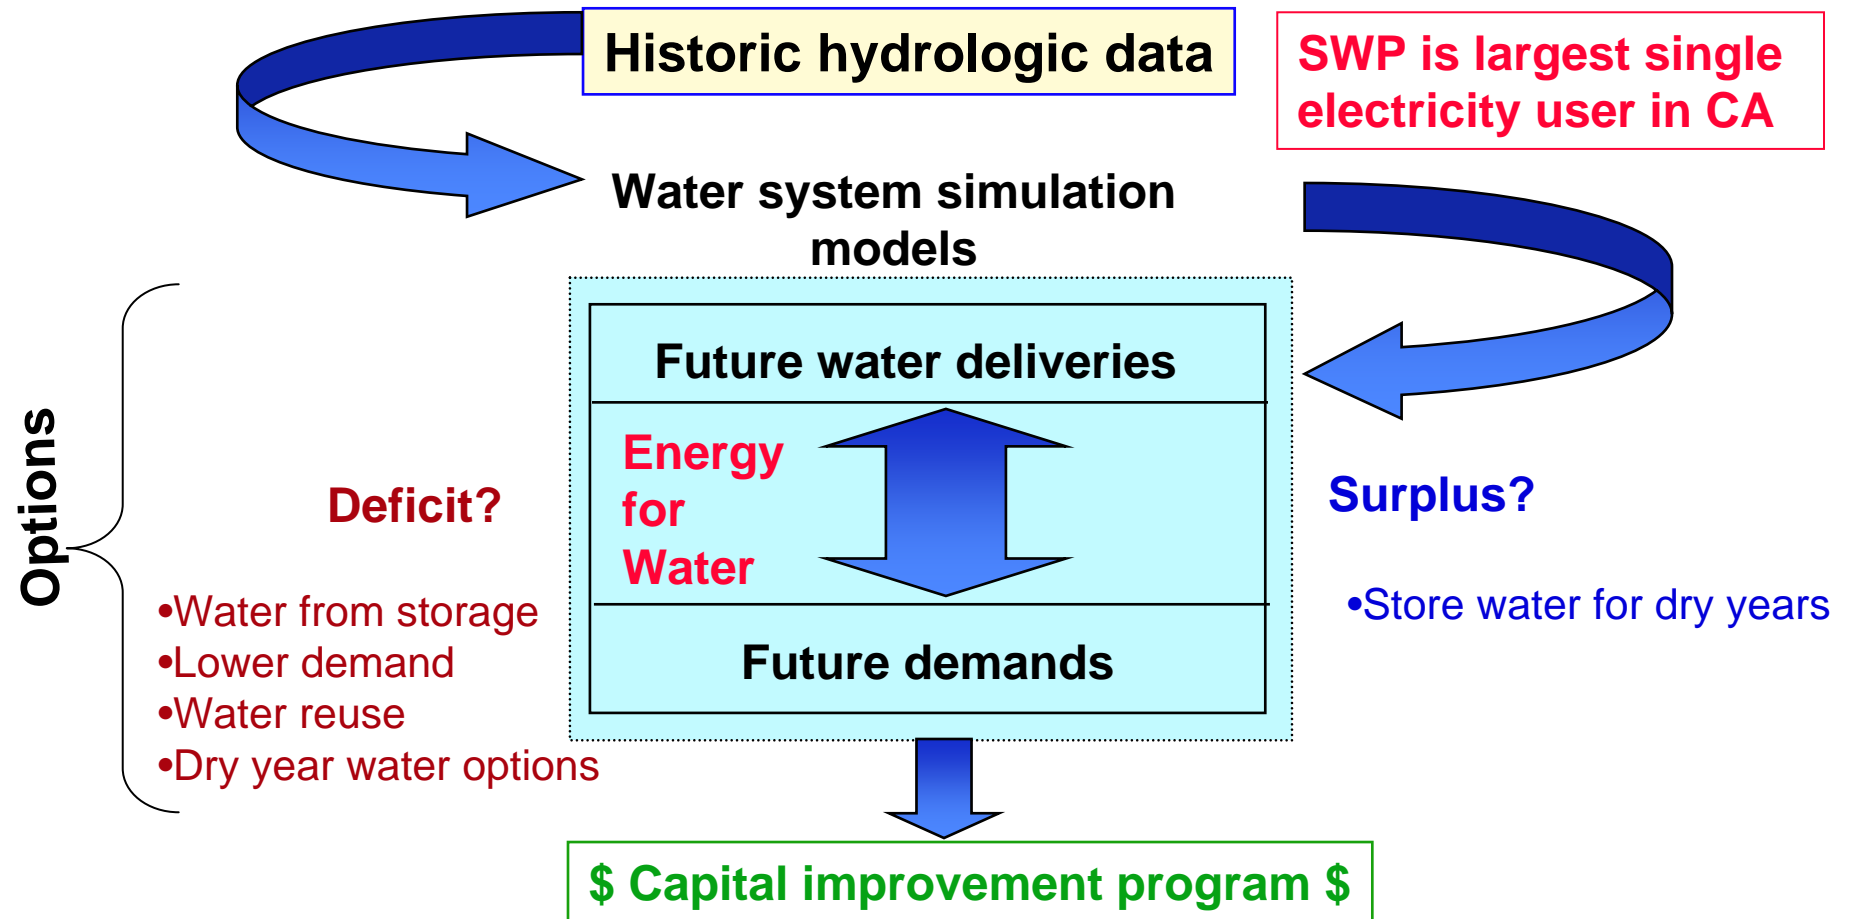 Historic hydrologic data
SWP is largest single
electricity user in CA
Water system simulation
models
Future water deliveries
Energy
for
Water
Future demands
Options
Deficit?
•Water from storage
•Lower demand
•Water reuse
•Dry year water options
Surplus?
•Store water for dry years
$ Capital improvement program $